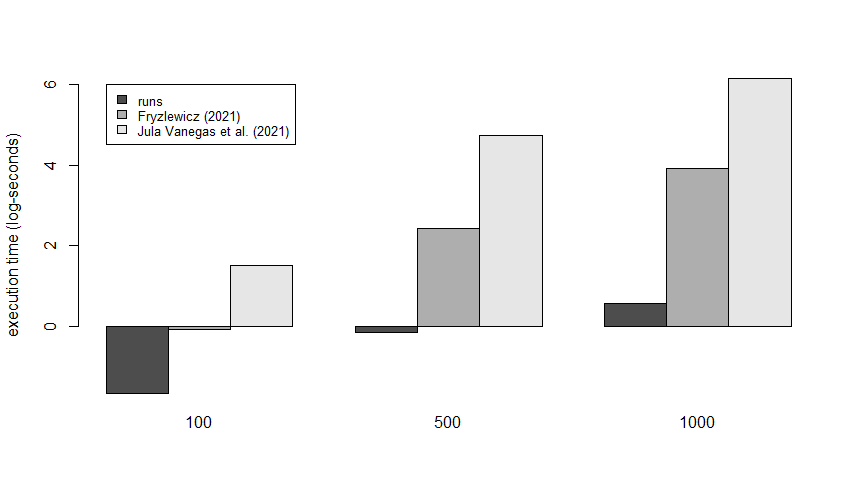 execution time (log-seconds)
6
4
2
0
runs
Fryzlewicz (2021)
Jula Vanegas et al. (2021)
100
500
1000